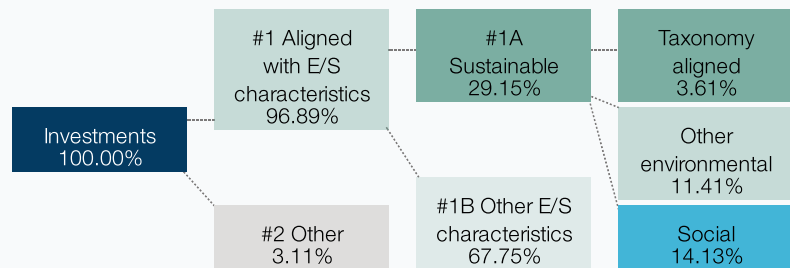 Investments
100.00%
#1 Aligned
with E/S
characteristics
96.89%
#2 Other
3.11%
#1A
Sustainable
29.15%
#1B Other E/S
characteristics
67.75%
Taxonomy
aligned
3.61%
Other
environmental
11.41%
Social
14.13%